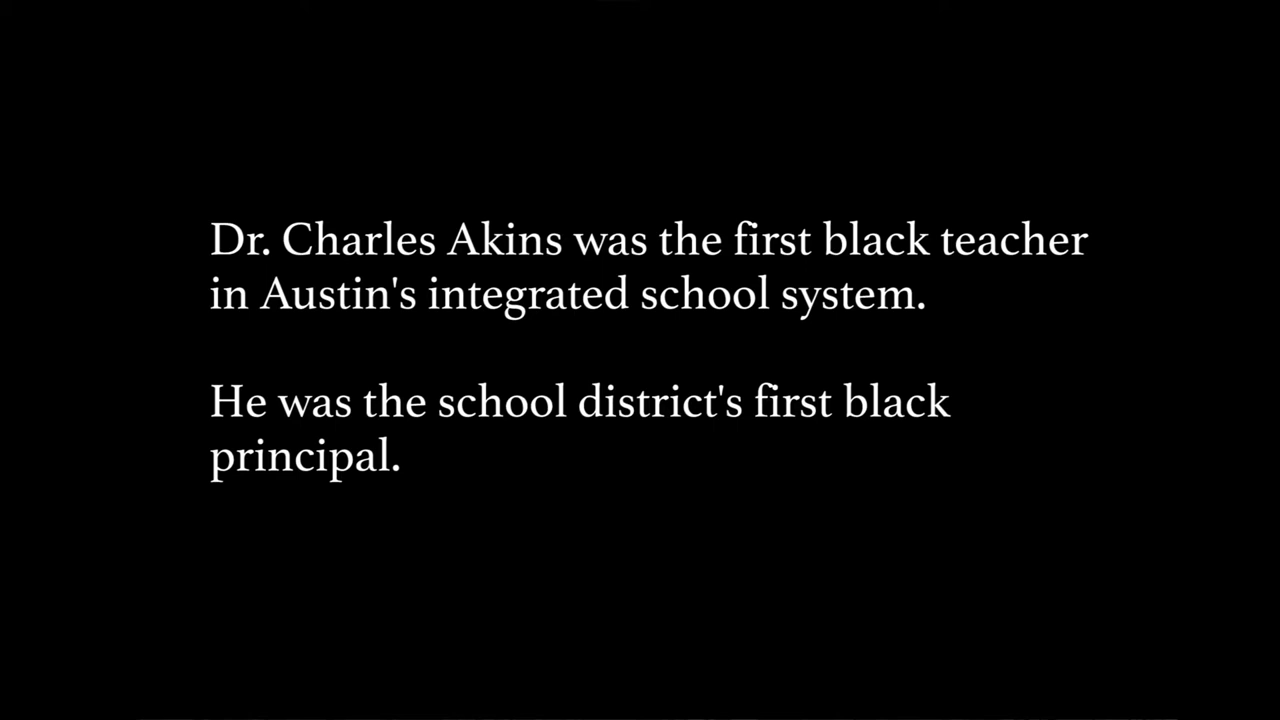 Dr. Charles Akins was the first black teacher
in Austin's integrated school system.
He was the school district's first black
principal.